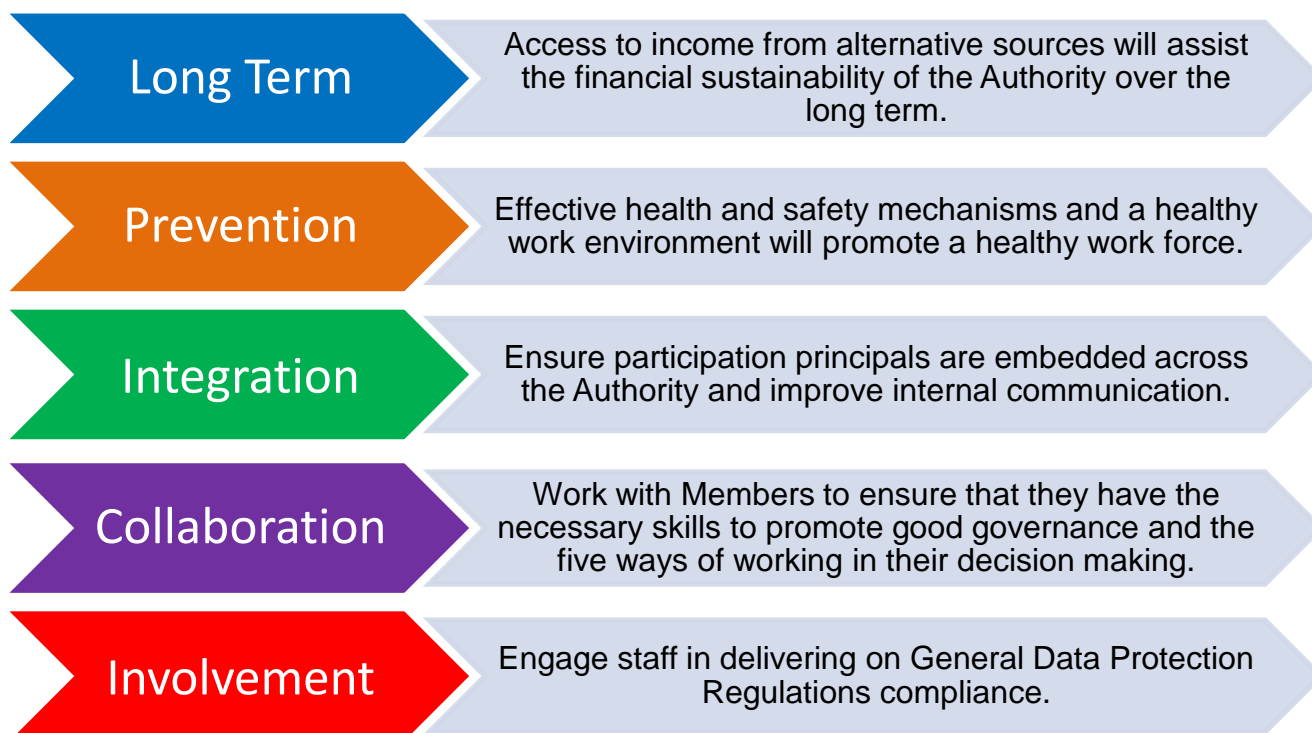 Long Term
Access to income from alternative sources will assist
the financial sustainability of the Authority over the
long term.
Prevention
Effective health and safety mechanisms and a healthy
work environment will promote a healthy work force.
Integration
Ensure participation principals are embedded across
the Authority and improve internal communication.
Collaboration
Work with Members to ensure that they have the
necessary skills to promote good governance and the
five ways of working in their decision making.
Involvement
Engage staff in delivering on General Data Protection
Regulations compliance.